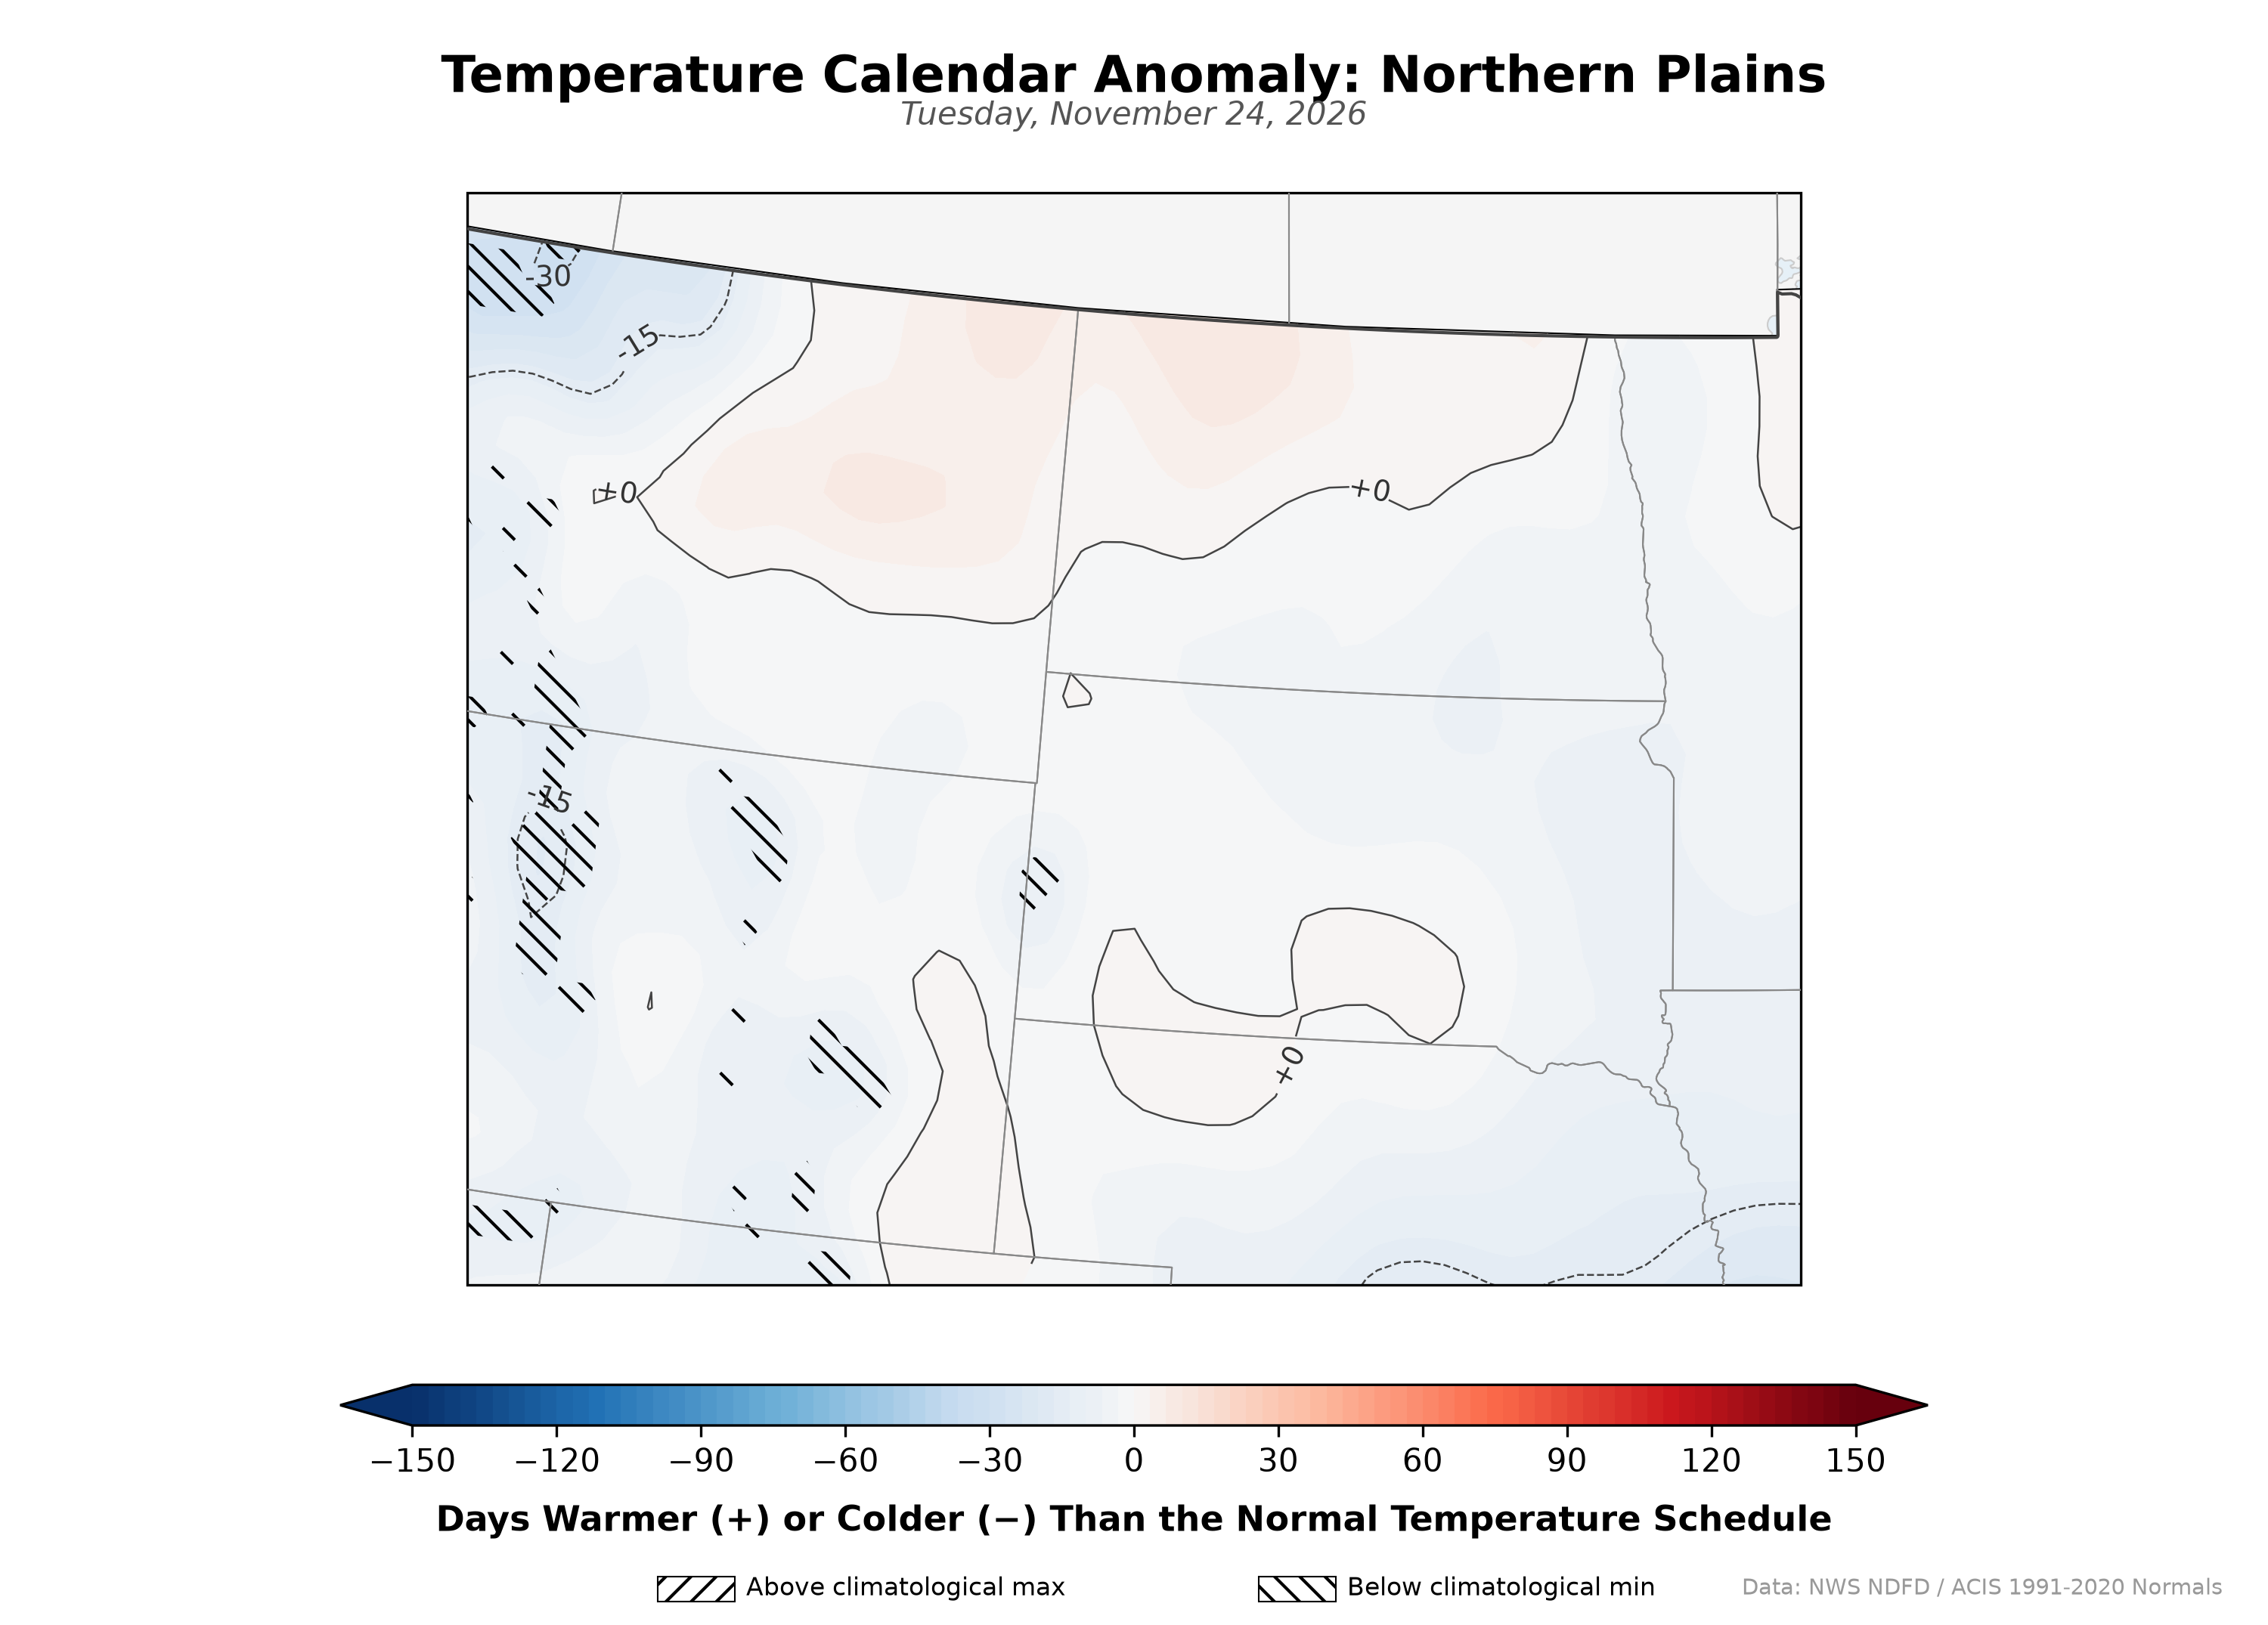 Temperature Calendar Anomaly: Northern Plains
Tuesday, November 24, 2026
-30
-15
+0
+0
-15
+0
−150 −120 −90 −60 −30 0 30 60 90 120 150
Days Warmer (+) or Colder (−) Than the Normal Temperature Schedule
Above climatological max
Below climatological min
Data: NWS NDFD / ACIS 1991-2020 Normals